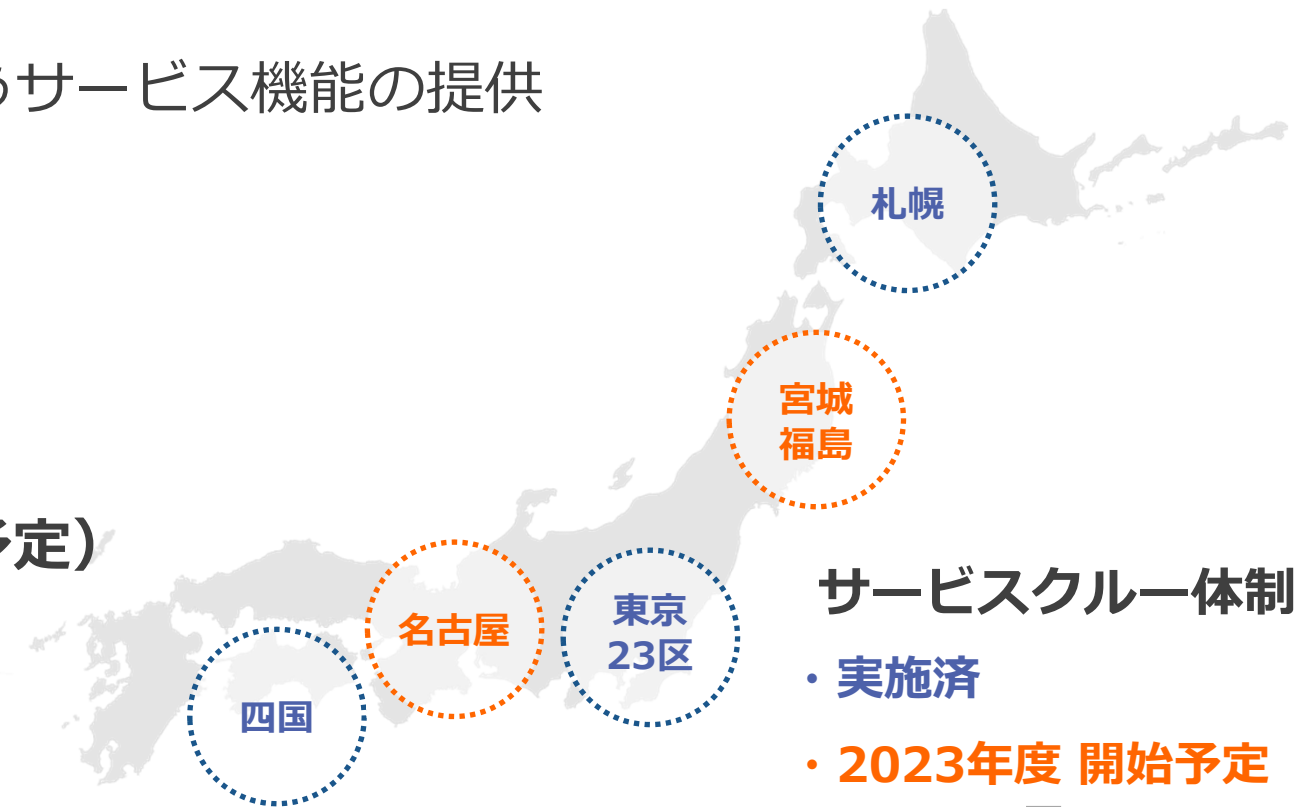 うサービス機能の提供
札幌
宮城
福島
予定）
名古屋
東京
23区
四国
サービスクルー体制
・実施済
・2023年度 開始予定